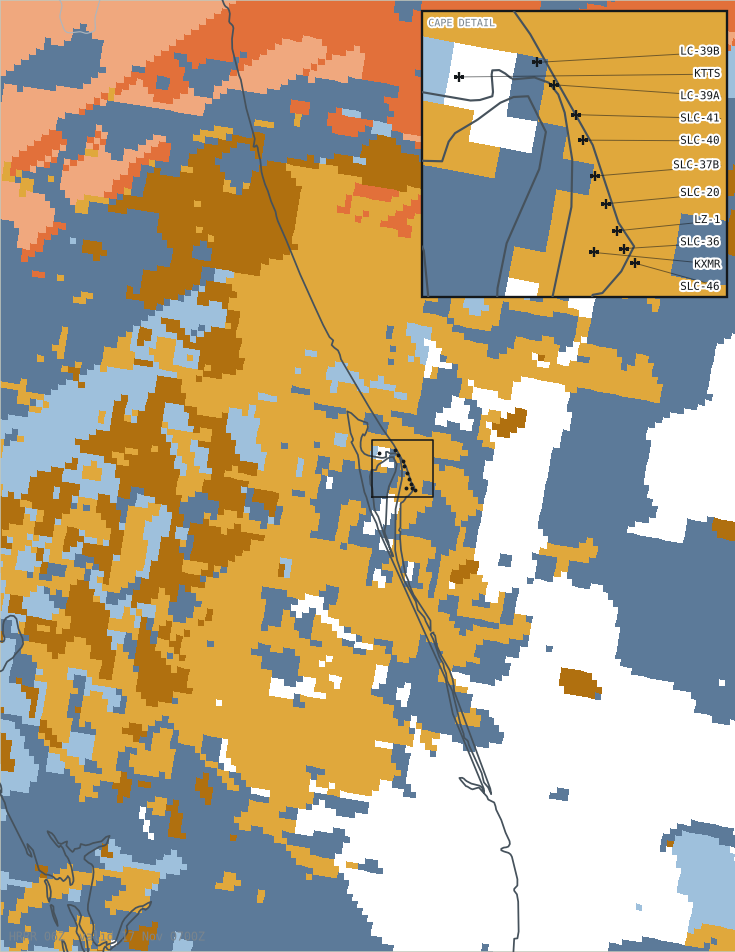 CAPE DETAIL
LC-39B
KTTS
LC-39A
SLC-41
SLC-40
SLC-37B
SLC-20
LZ-1
SLC-36
KXMR
SLC-46